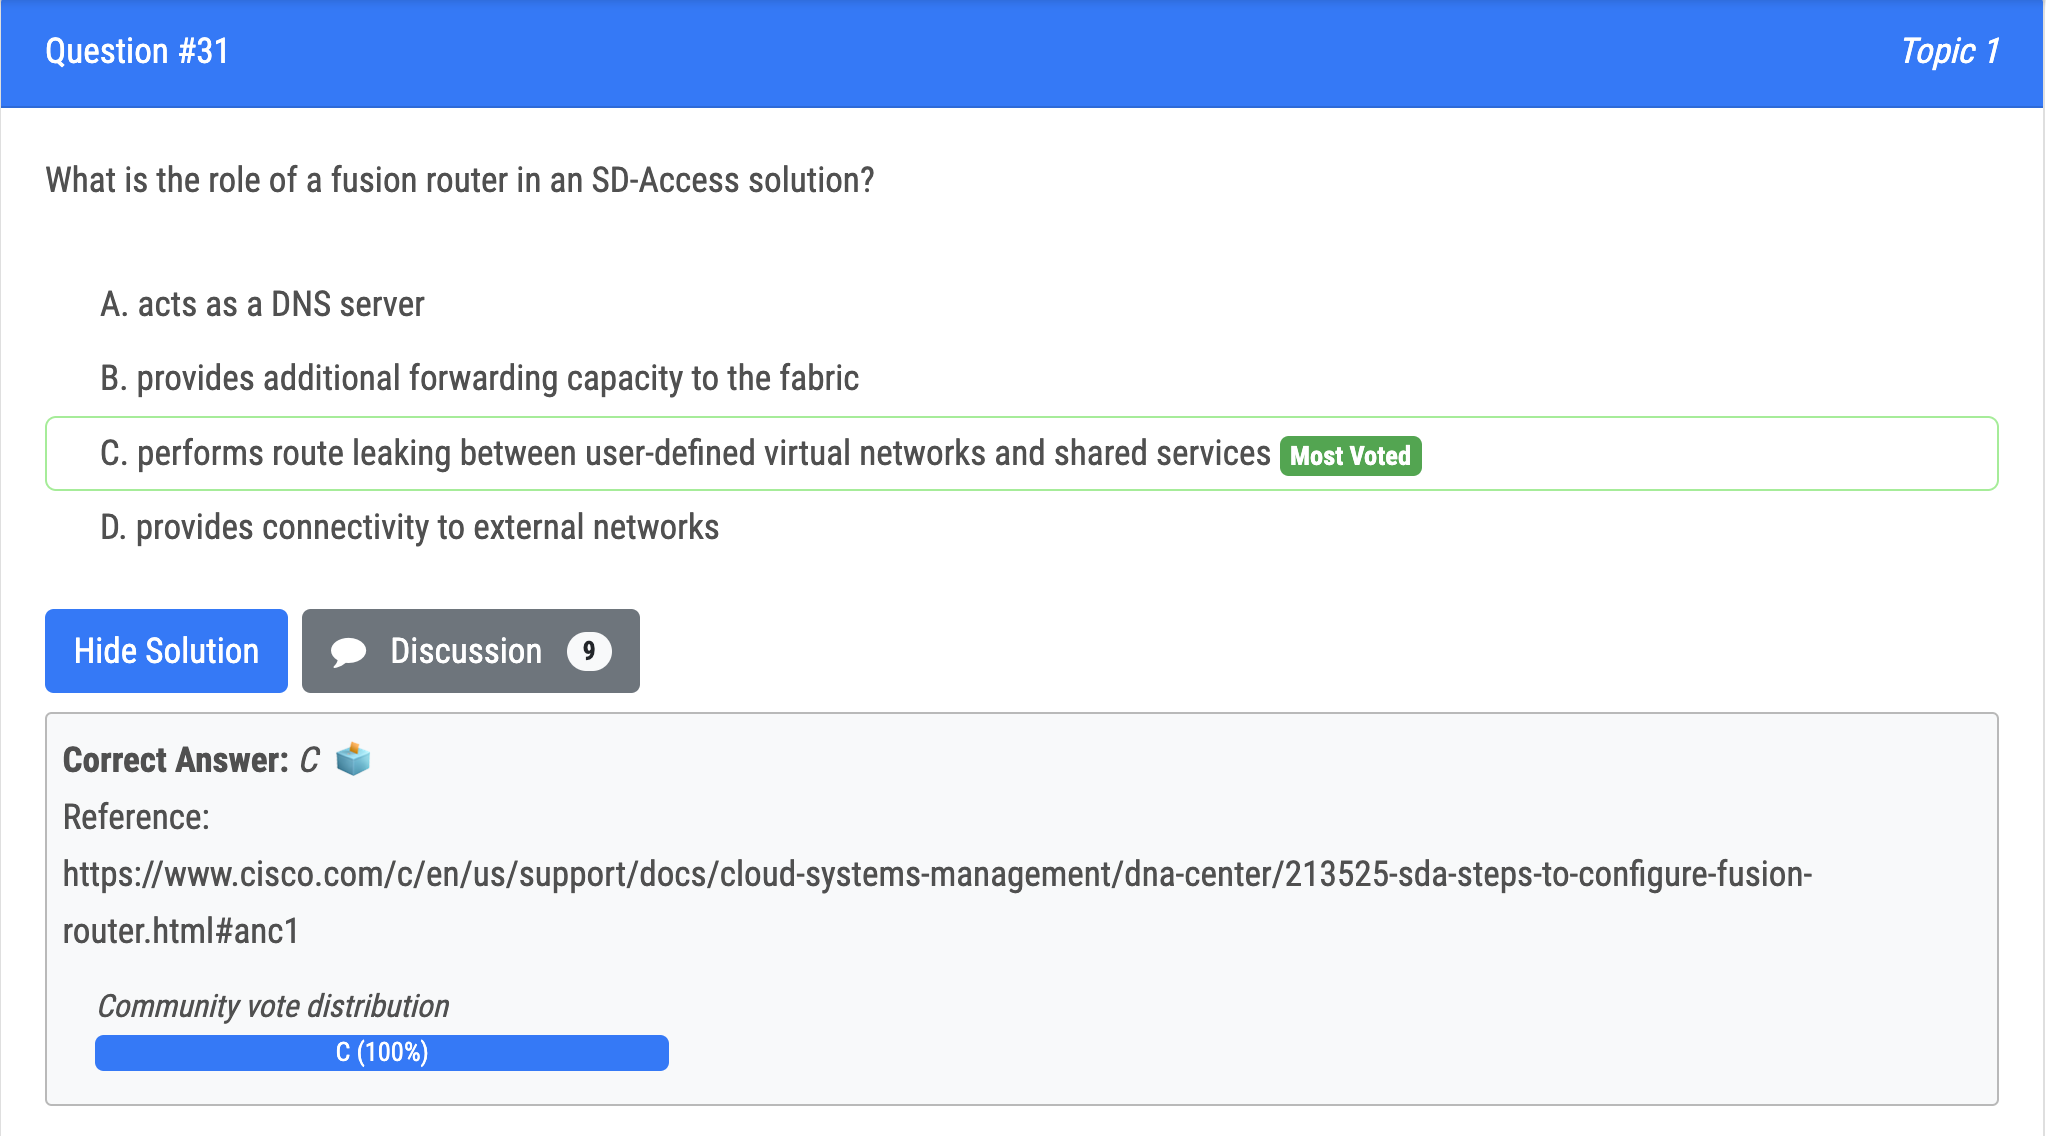 Question #31
Topic 1
What is the role of a fusion router in an SD-Access solution?
A. acts as a DNS server
B. provides additional forwarding capacity to the fabric
C. performs route leaking between user-defined virtual networks and shared services Most Voted
D. provides connectivity to external networks
Hide Solution
Discussion 9
Correct Answer: C
Reference:
https://www.cisco.com/c/en/us/support/docs/cloud-systems-management/dna-center/213525-sda-steps-to-configure-fusion-
router.html#anc1
Community vote distribution
C (100%)